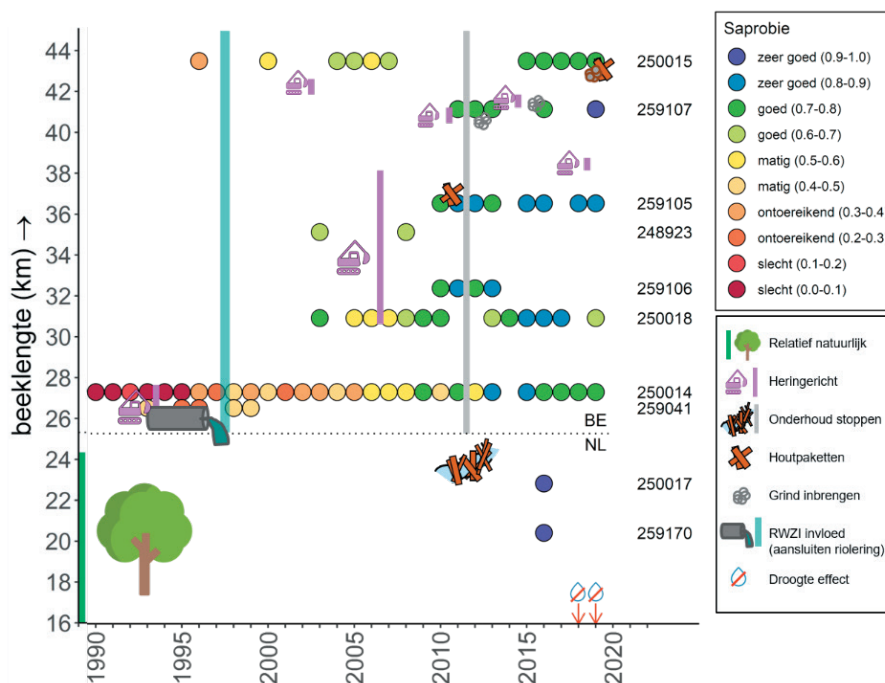 beeklengte (km) →
44
42
40
38
36
34
32
30
28
26
24
22
20
18
16
1990
1995
2000
2005
2010
2015
2020
250015
259107
259105
248923
259106
250018
250014
259041
BE
NL
250017
259170
Saprobie
zeer goed (0.9-1.0)
zeer goed (0.8-0.9)
goed (0.7-0.8)
goed (0.6-0.7)
matig (0.5-0.6)
matig (0.4-0.5)
ontoereikend (0.3-0.4
ontoereikend (0.2-0.3
slecht (0.1-0.2)
slecht (0.0-0.1)
Relatief natuurlijk
Heringericht
Onderhoud stoppen
Houtpaketten
Grind inbrengen
RWZI invloed
(aansluiten riolering)
Droogte effect